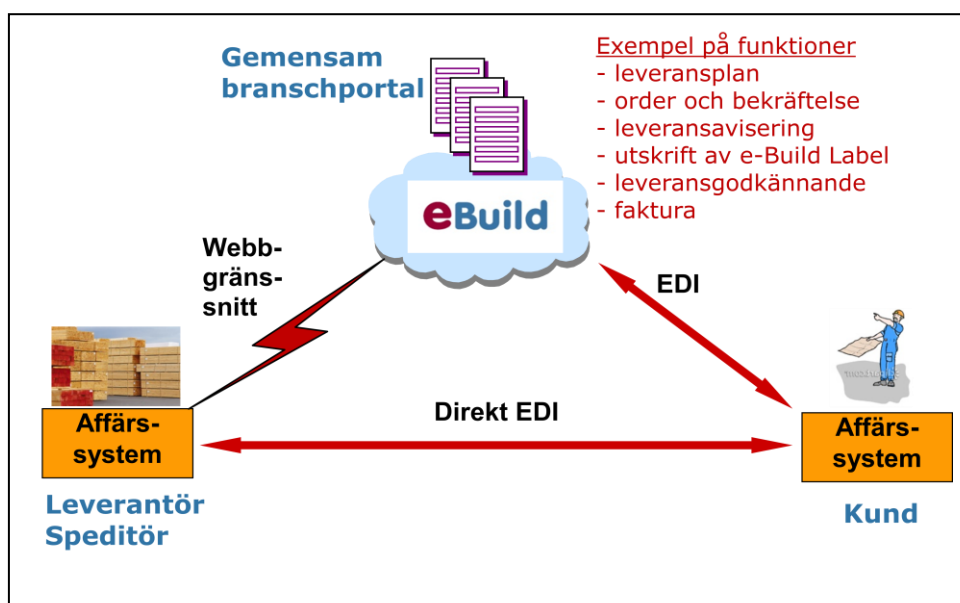 Gemensam
branschportal
Exempel på funktioner
- leveransplan
- order och bekräftelse
- leveransavisering
- utskrift av e-Build Label
- leveransgodkännande
- faktura
eBuild
Webb-
gräns-
snitt
EDI
Direkt EDI
Affärs-
system
Leverantör
Speditör
Affärs-
system
Kund